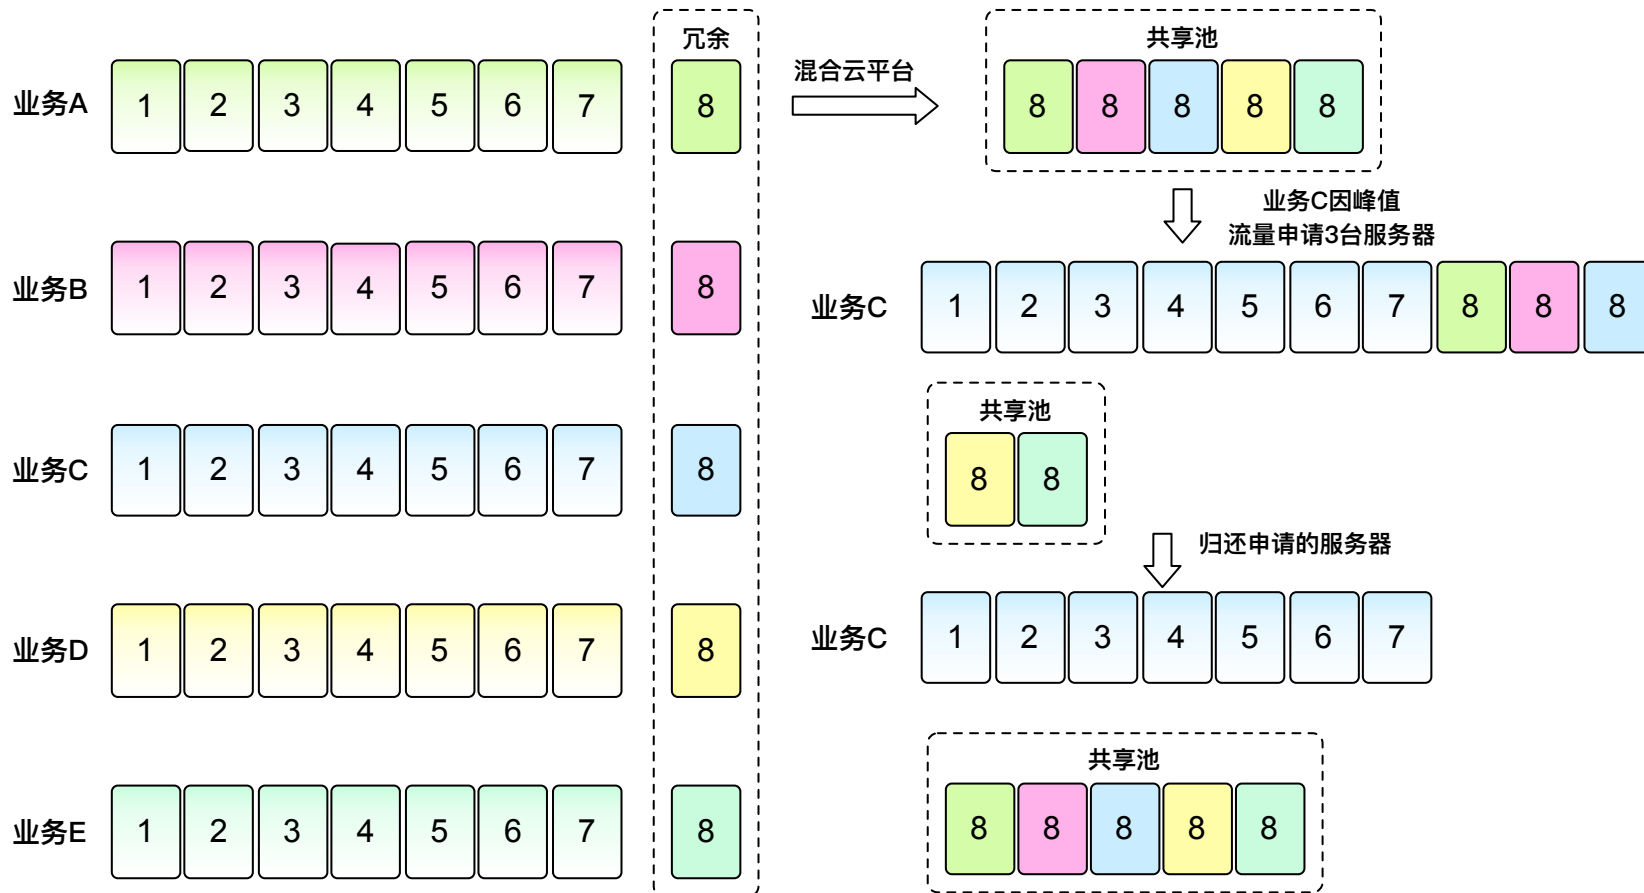 冗余
业务A 1 2 3 4 5 6 7 8
业务B 1 2 3 4 5 6 7 8
业务C 1 2 3 4 5 6 7 8
业务D 1 2 3 4 5 6 7 8
业务E 1 2 3 4 5 6 7 8
混合云平台
共享池
8 8 8 8 8
业务C因峰值
流量申请3台服务器
业务C 1 2 3 4 5 6 7 8 8 8
共享池
8 8
归还申请的服务器
业务C 1 2 3 4 5 6 7
共享池
8 8 8 8 8